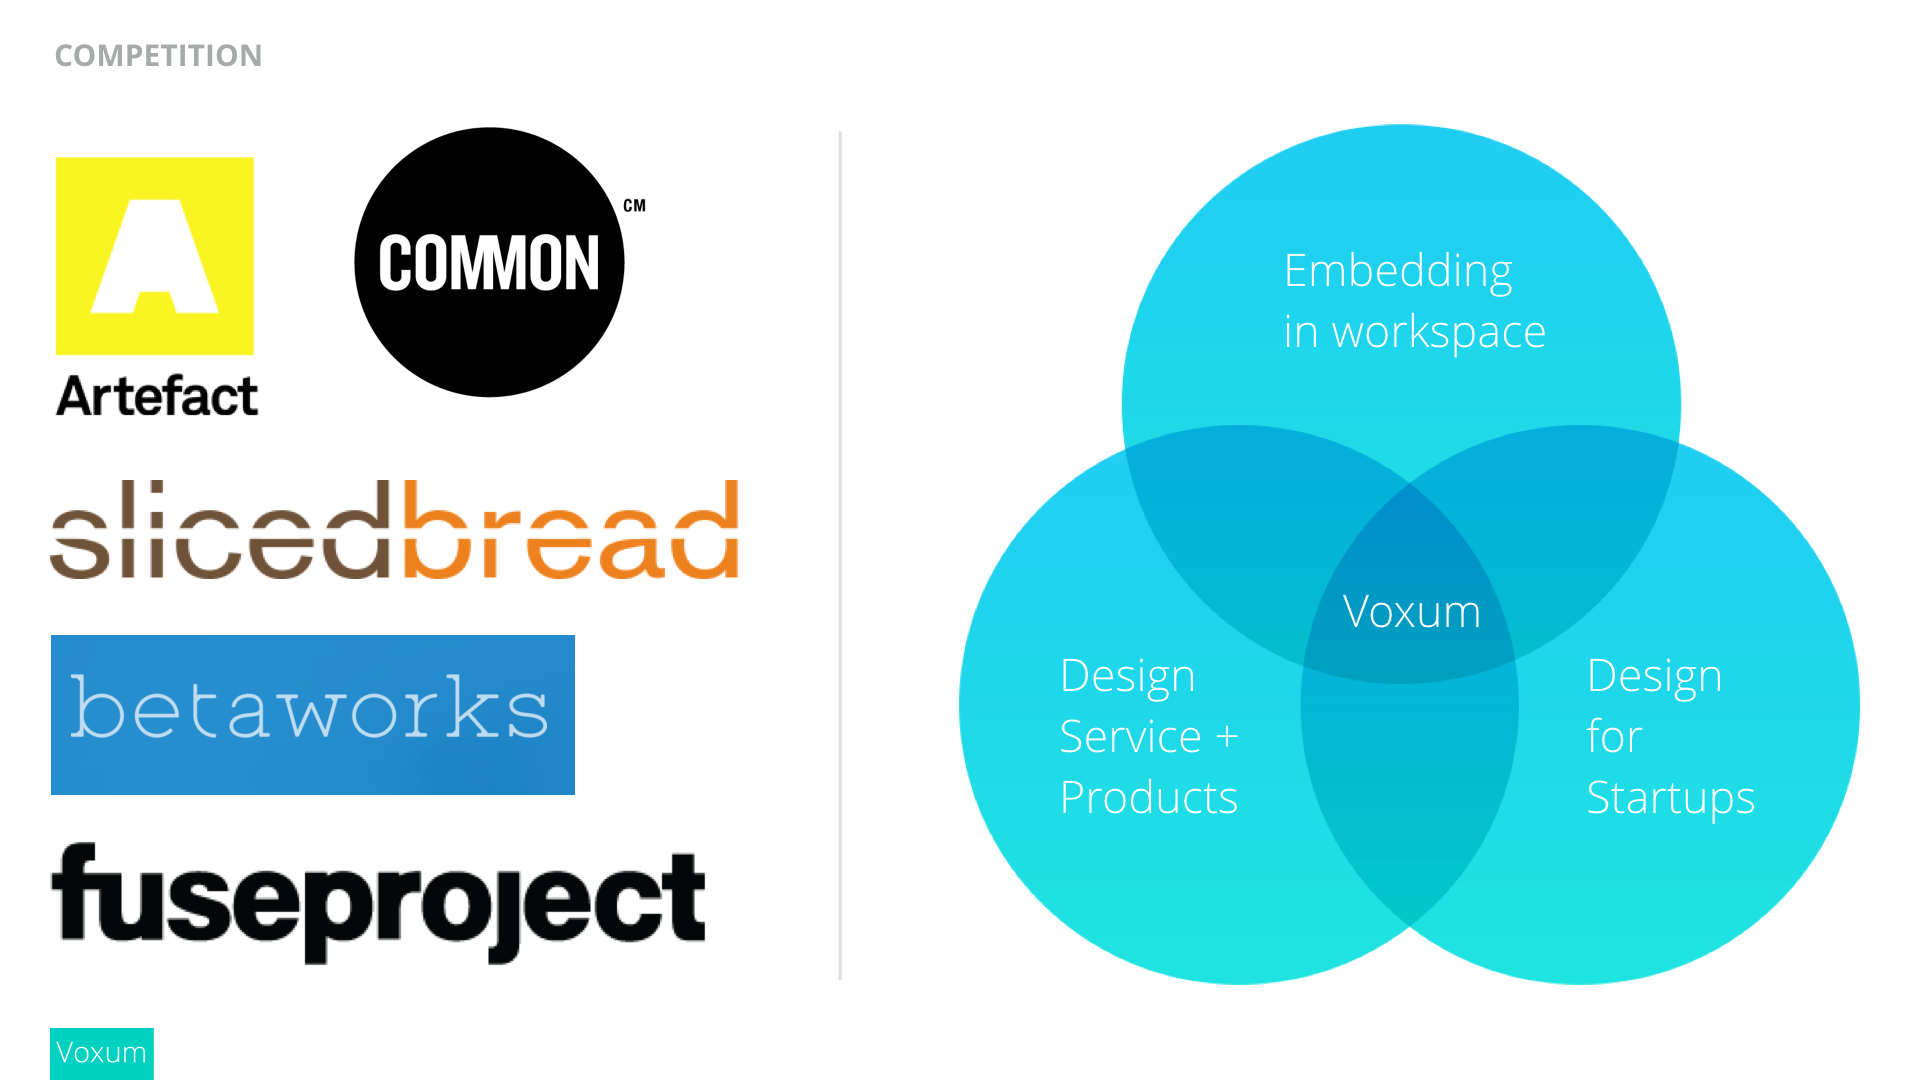 COMPETITION
A
Artefact
COMMON
CM
slicedbread
betaworks
fuseproject
Embedding
in workspace
Voxum
Design
Service +
Products
Design
for
Startups
Voxum